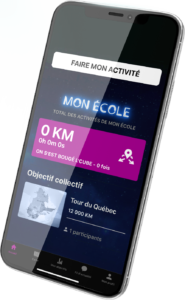 FAIRE MON ACTIVITÉ
MON ÉCOLE
TOTAL DES ACTIVITÉS DE MON ÉCOLE
0 KM
0h 0m 0s
ON S'EST BOUGÉ L'CUBE - 0 fois
Objectif collectif
Tour du Québec
12 900 KM
1 participants